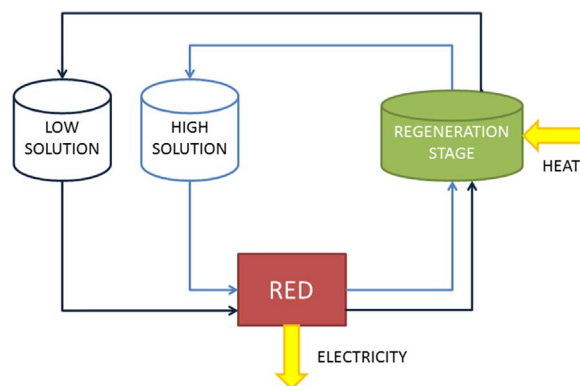 LOW
SOLUTION
HIGH
SOLUTION
REGENERATION
STAGE
HEAT
RED
ELECTRICITY